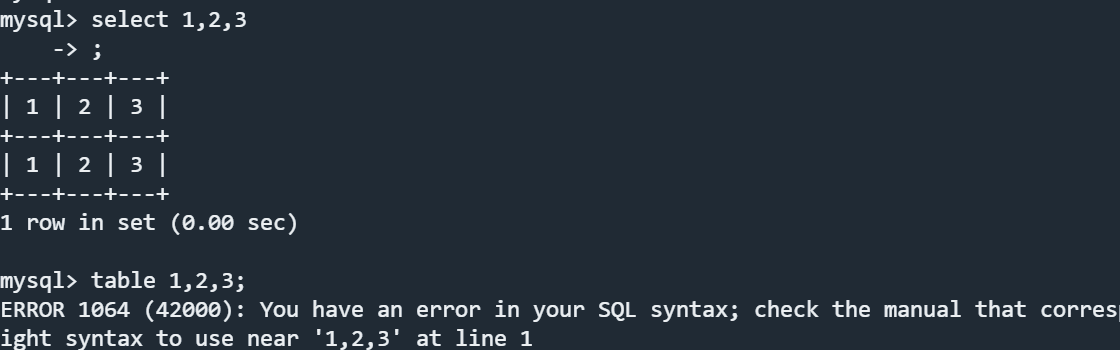 mysql> select 1,2,3
    -> ;
+---+---+---+
| 1 | 2 | 3 |
+---+---+---+
| 1 | 2 | 3 |
+---+---+---+
1 row in set (0.00 sec)

mysql> table 1,2,3;
ERROR 1064 (42000): You have an error in your SQL syntax; check the manual that corresp
ight syntax to use near '1,2,3' at line 1